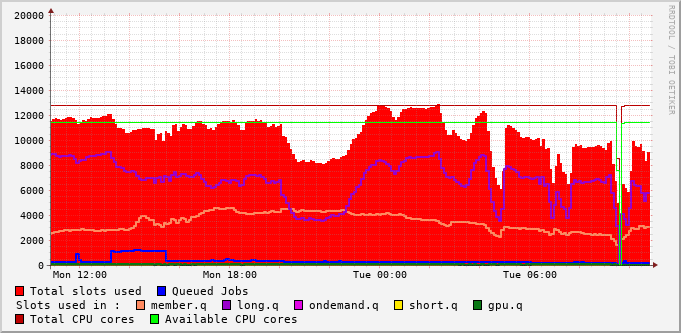 RRDTOOL / TOBI OETIKER
20000
18000
16000
14000
12000
10000
8000
6000
4000
2000
0
Mon 12:00 Mon 18:00 Tue 00:00 Tue 06:00
Total slots used Queued Jobs
Slots used in : member.q long.q ondemand.q short.q gpu.q
Total CPU cores Available CPU cores